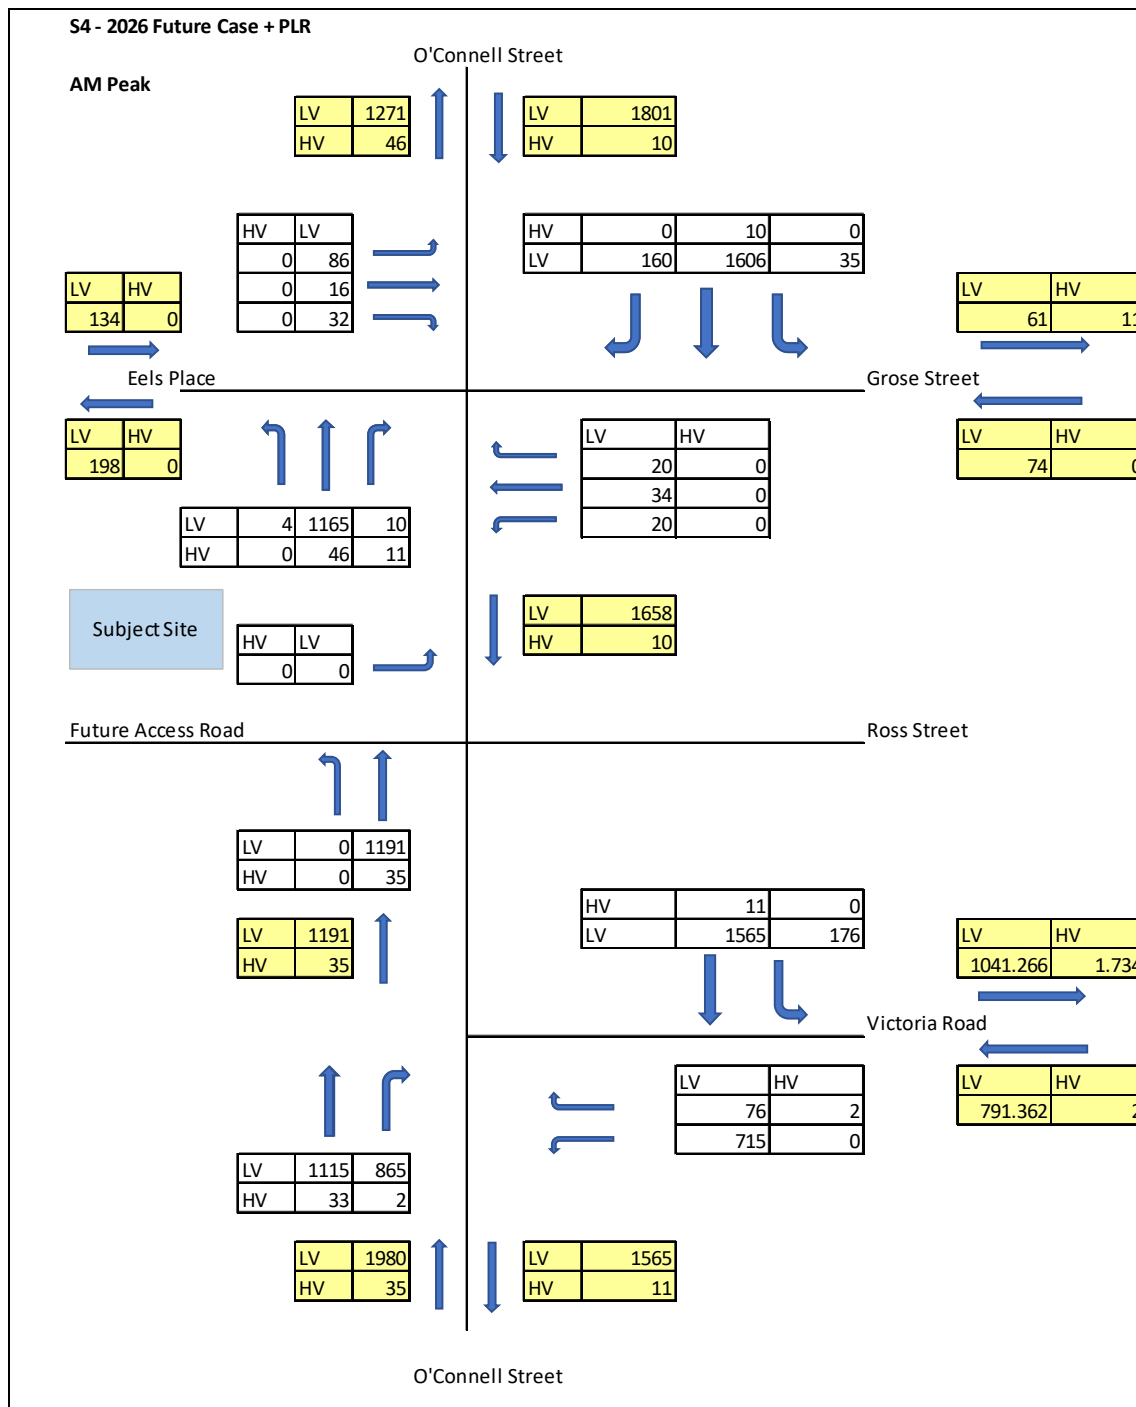 S4 - 2026 Future Case + PLR
O'Connell Street
AM Peak
LV 1271
HV 46
LV 1801
HV 10
HV LV
0 86
0 16
0 32
HV 0 10 0
LV 160 1606 35
LV HV
134 0
LV HV
61 11
Eels Place
Grose Street
LV HV
198 0
LV HV
20 0
34 0
20 0
LV HV
74 0
LV 4 1165 10
HV 0 46 11
Subject Site
HV LV
0 0
LV 1658
HV 10
Future Access Road
Ross Street
LV 0 1191
HV 0 35
HV 11 0
LV 1565 176
LV 1191
HV 35
LV HV
1041.266 1.734
Victoria Road
LV HV
76 2
715 0
LV HV
791.362 2
LV 1115 865
HV 33 2
LV 1980
HV 35
LV 1565
HV 11
O'Connell Street